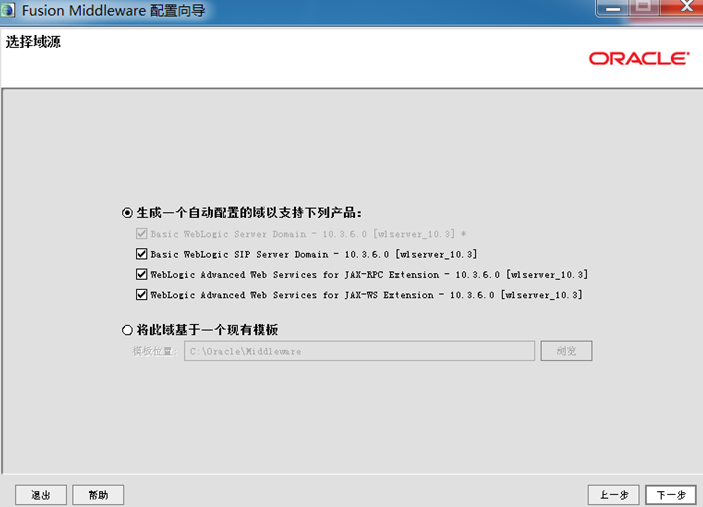 Fusion Middleware 配置向导
选择域源
ORACLE
生成一个自动配置的域以支持下列产品:
Basic WebLogic Server Domain - 10.3.6.0 [wlserver_10.3] *
Basic WebLogic SIP Server Domain - 10.3.6.0 [wlserver_10.3]
WebLogic Advanced Web Services for JAX-RPC Extension - 10.3.6.0 [wlserver_10.3]
WebLogic Advanced Web Services for JAX-WS Extension - 10.3.6.0 [wlserver_10.3]
将此域基于一个现有模板
模板位置: C:\Oracle\Middleware 浏览
退出 帮助 上一步 下一步